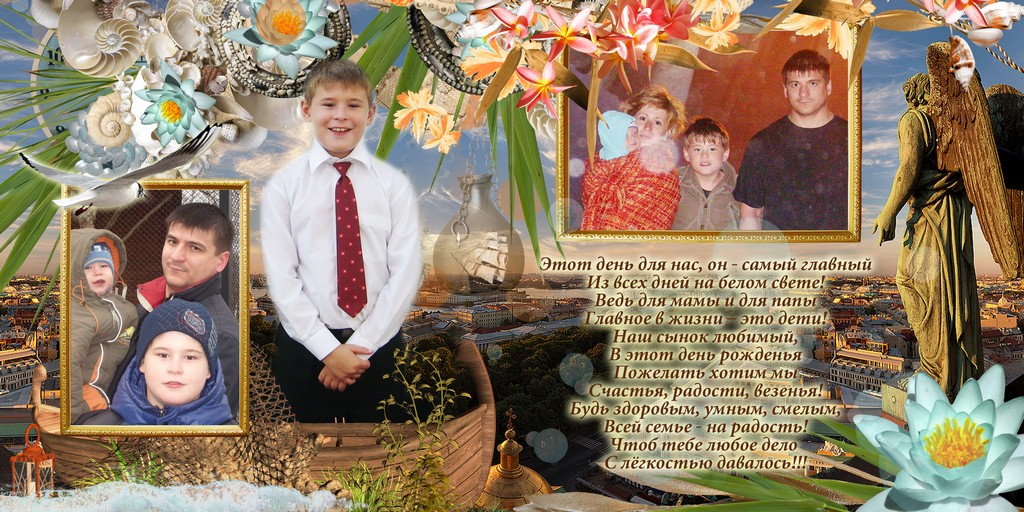 Этот день для нас, он - самый главный
Из всех дней на белом свете!
Ведь для мамы и для папы
Главное в жизни - это дети!
Наш сынок любимый,
В этот день рожденья
Пожелать хотим мы
Счастья, радости, везенья!
Будь здоровым, умным, смелым,
Всей семье - на радость!
Чтоб тебе любое дело
С лёгкостью давалось!!!